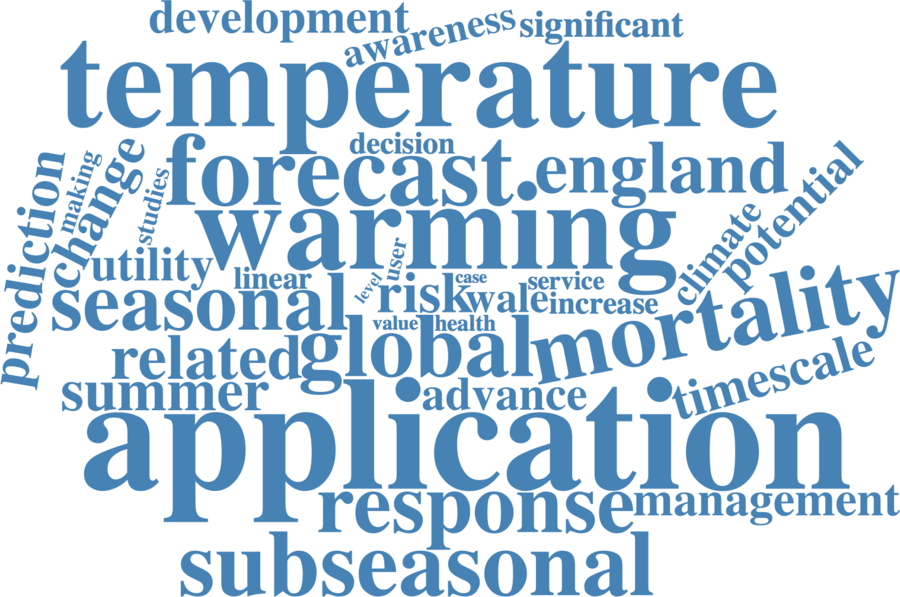 development
awareness
significant
temperature
decision
forecast
england
prediction
making
change
studies
warming
potential
climate
utility
linear
user
level
case
service
seasonal
risk
wale
increase
value
health
mortality
related
global
timescale
summer
advance
application
response
management
subseasonal